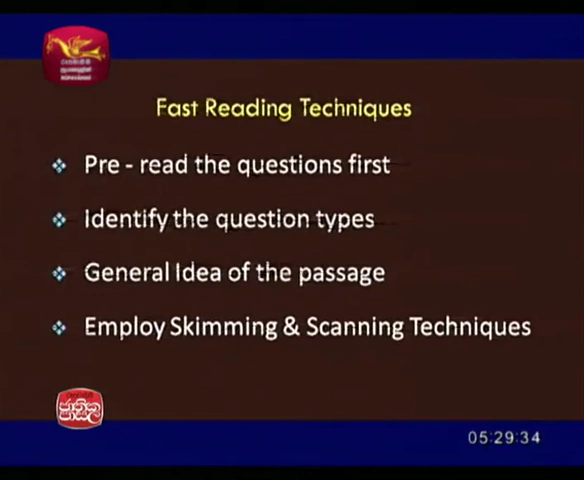 Fast Reading Techniques
Pre - read the questions first
Identify the question types
General Idea of the passage
Employ Skimming & Scanning Techniques
05:29:34